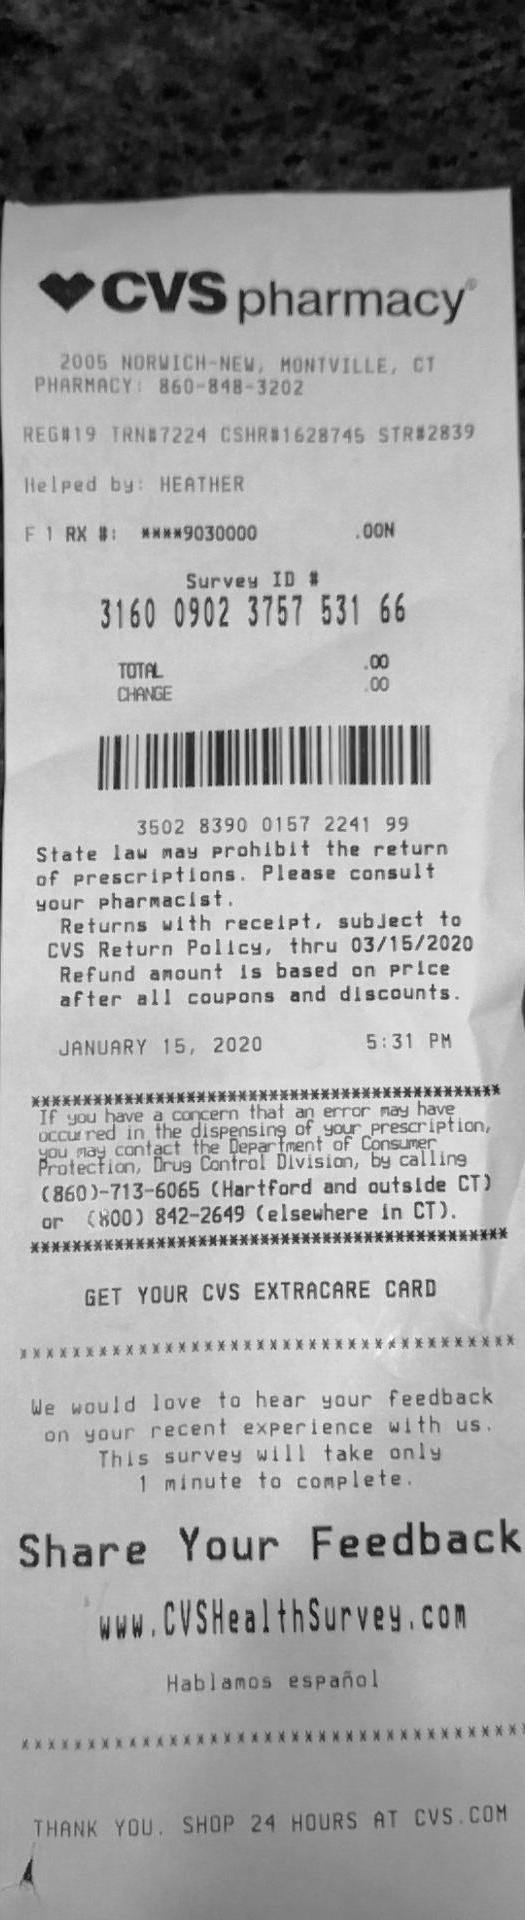 CVS pharmacy®
2005 NORWICH-NEW, MONTVILLE, CT
PHARMACY: 860-848-3202
REG#19 TRN#7224 CSHR#1628745 STR#2839
Helped by: HEATHER
F 1 RX #: ****9030000 .00N
Survey ID #
3160 0902 3757 531 66
TOTAL .00
CHANGE .00
3502 8390 0157 2241 99
State law may prohibit the return
of prescriptions. Please consult
your pharmacist.
Returns with receipt, subject to
CVS Return Policy, thru 03/15/2020
Refund amount is based on price
after all coupons and discounts.
JANUARY 15, 2020 5:31 PM
****************************************
If you have a concern that an error may have
occurred in the dispensing of your prescription,
you may contact the Department of Consumer
Protection, Drug Control Division, by calling
(860)-713-6065 (Hartford and outside CT)
or (800) 842-2649 (elsewhere in CT).
****************************************
GET YOUR CVS EXTRACARE CARD
**************************************
We would love to hear your feedback
on your recent experience with us.
This survey will take only
1 minute to complete.
Share Your Feedback
www.CVSHealthSurvey.com
Hablamos español
**************************************
THANK YOU. SHOP 24 HOURS AT CVS.COM